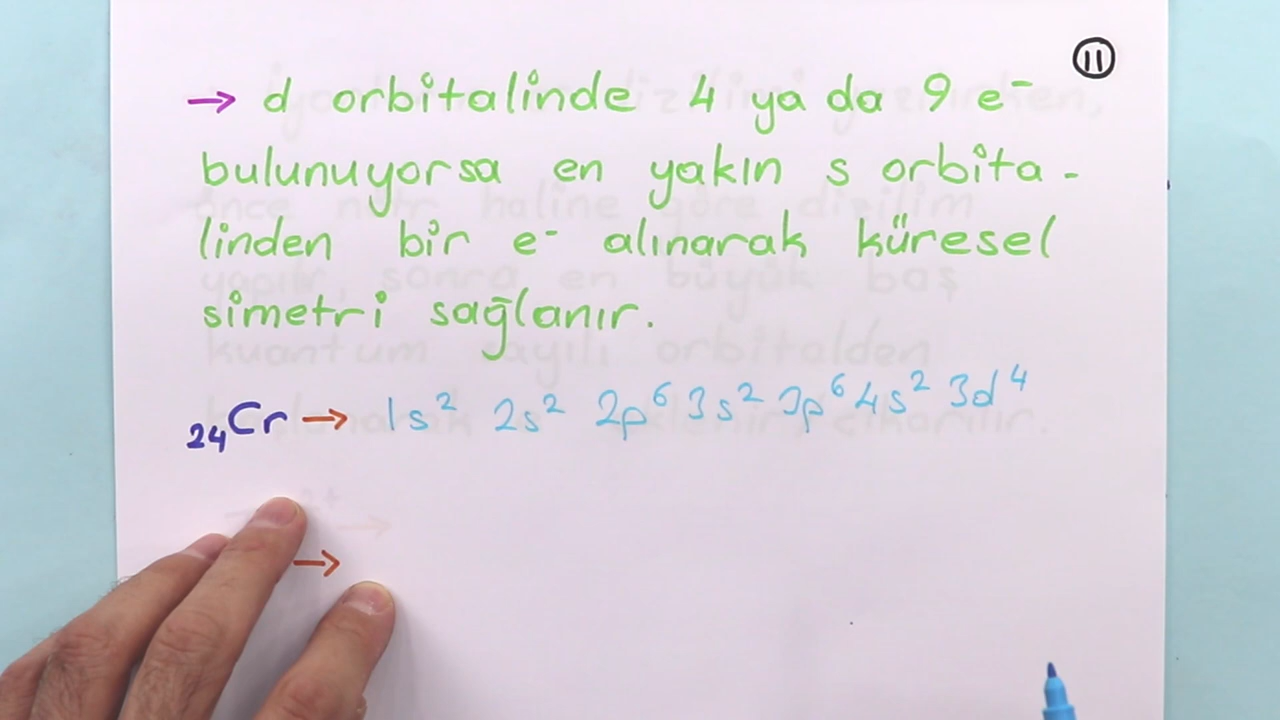 11
→ d orbitalinde 4 ya da 9 e⁻
bulunuyorsa en yakın s orbita-
linden bir e⁻ alınarak küresel
simetri sağlanır.
₂₄Cr → 1s² 2s² 2p⁶ 3s² 3p⁶ 4s² 3d⁴
→